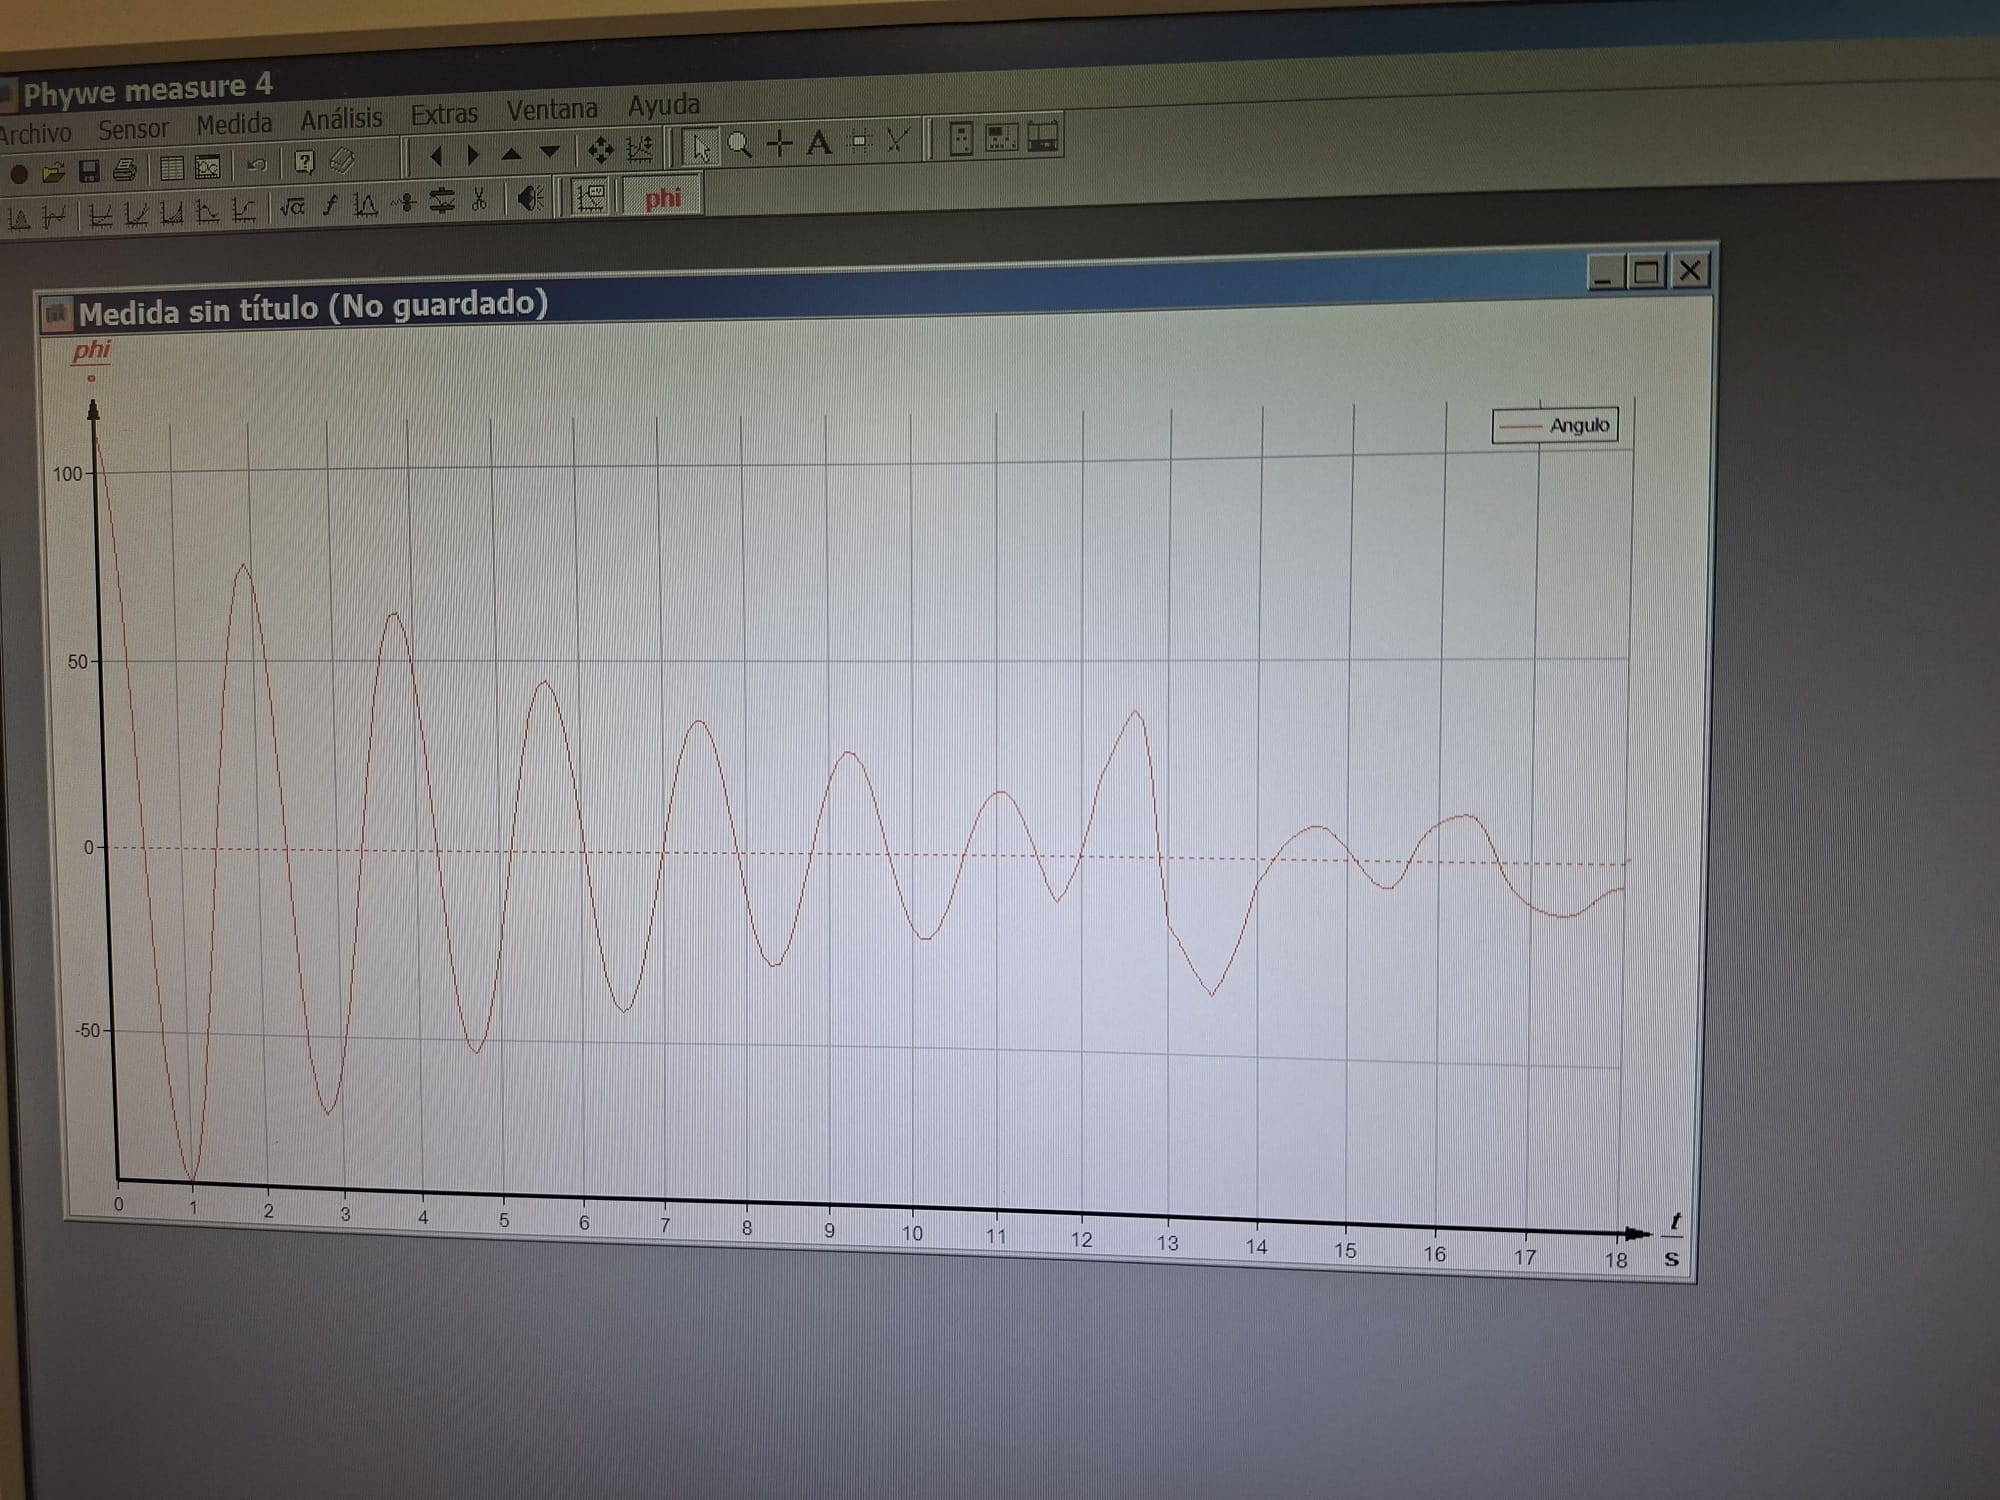 Phywe measure 4
Archivo Sensor Medida Análisis Extras Ventana Ayuda
phi
Medida sin título (No guardado)
phi
°
Angulo
100
50
0
-50
0 1 2 3 4 5 6 7 8 9 10 11 12 13 14 15 16 17 18
t
s